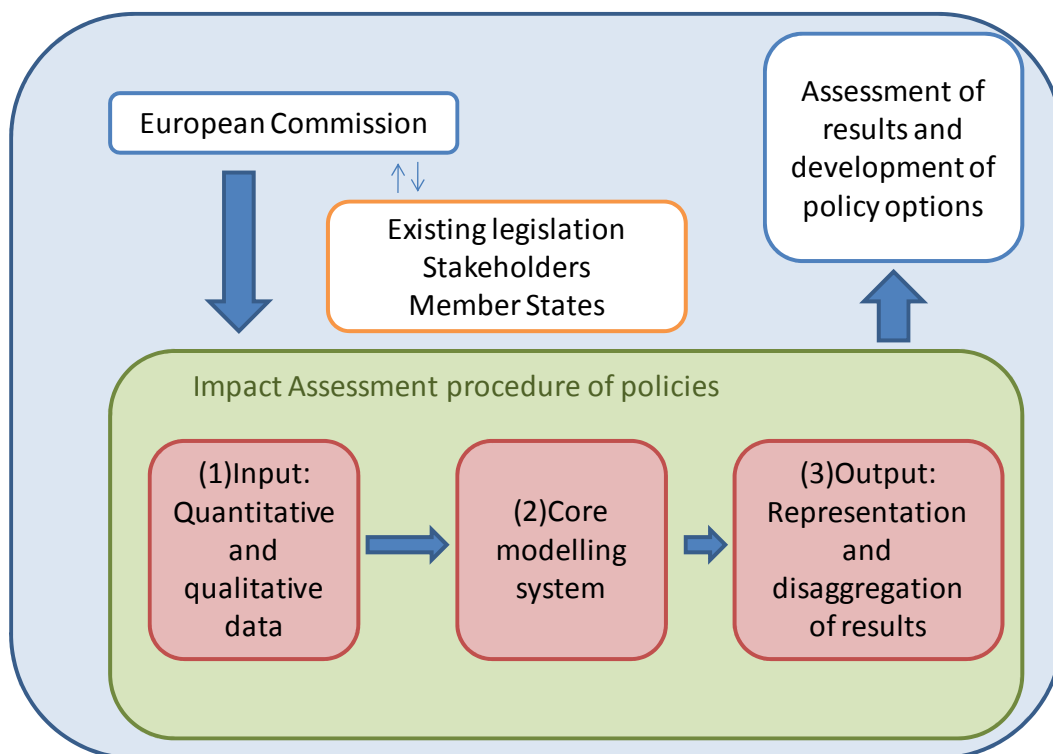 European Commission
Existing legislation
Stakeholders
Member States
Assessment of
results and
development of
policy options
Impact Assessment procedure of policies
(1)Input:
Quantitative
and
qualitative
data
(2)Core
modelling
system
(3)Output:
Representation
and
disaggregation
of results